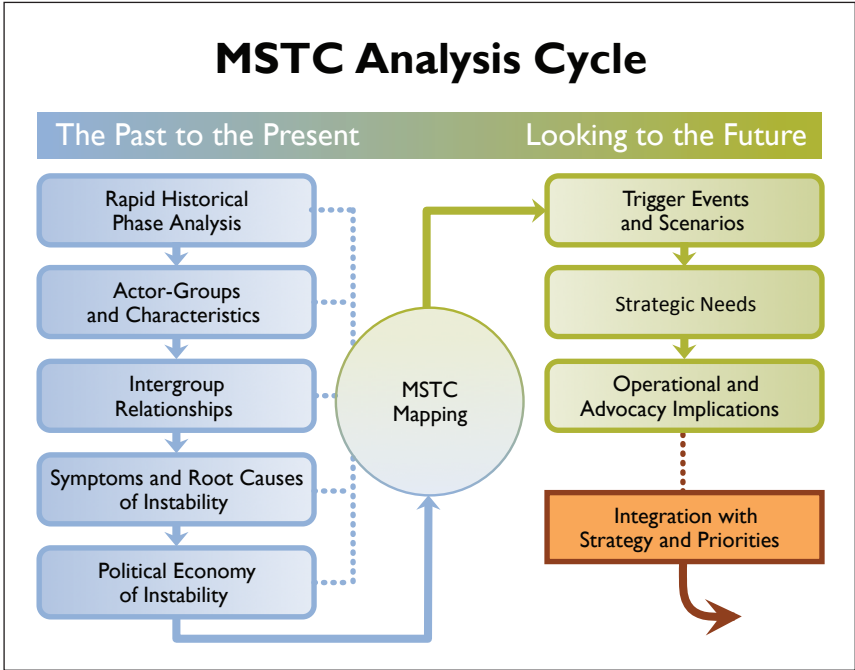 MSTC Analysis Cycle
The Past to the Present
Looking to the Future
Rapid Historical
Phase Analysis
Actor-Groups
and Characteristics
Intergroup
Relationships
Symptoms and Root Causes
of Instability
Political Economy
of Instability
MSTC
Mapping
Trigger Events
and Scenarios
Strategic Needs
Operational and
Advocacy Implications
Integration with
Strategy and Priorities